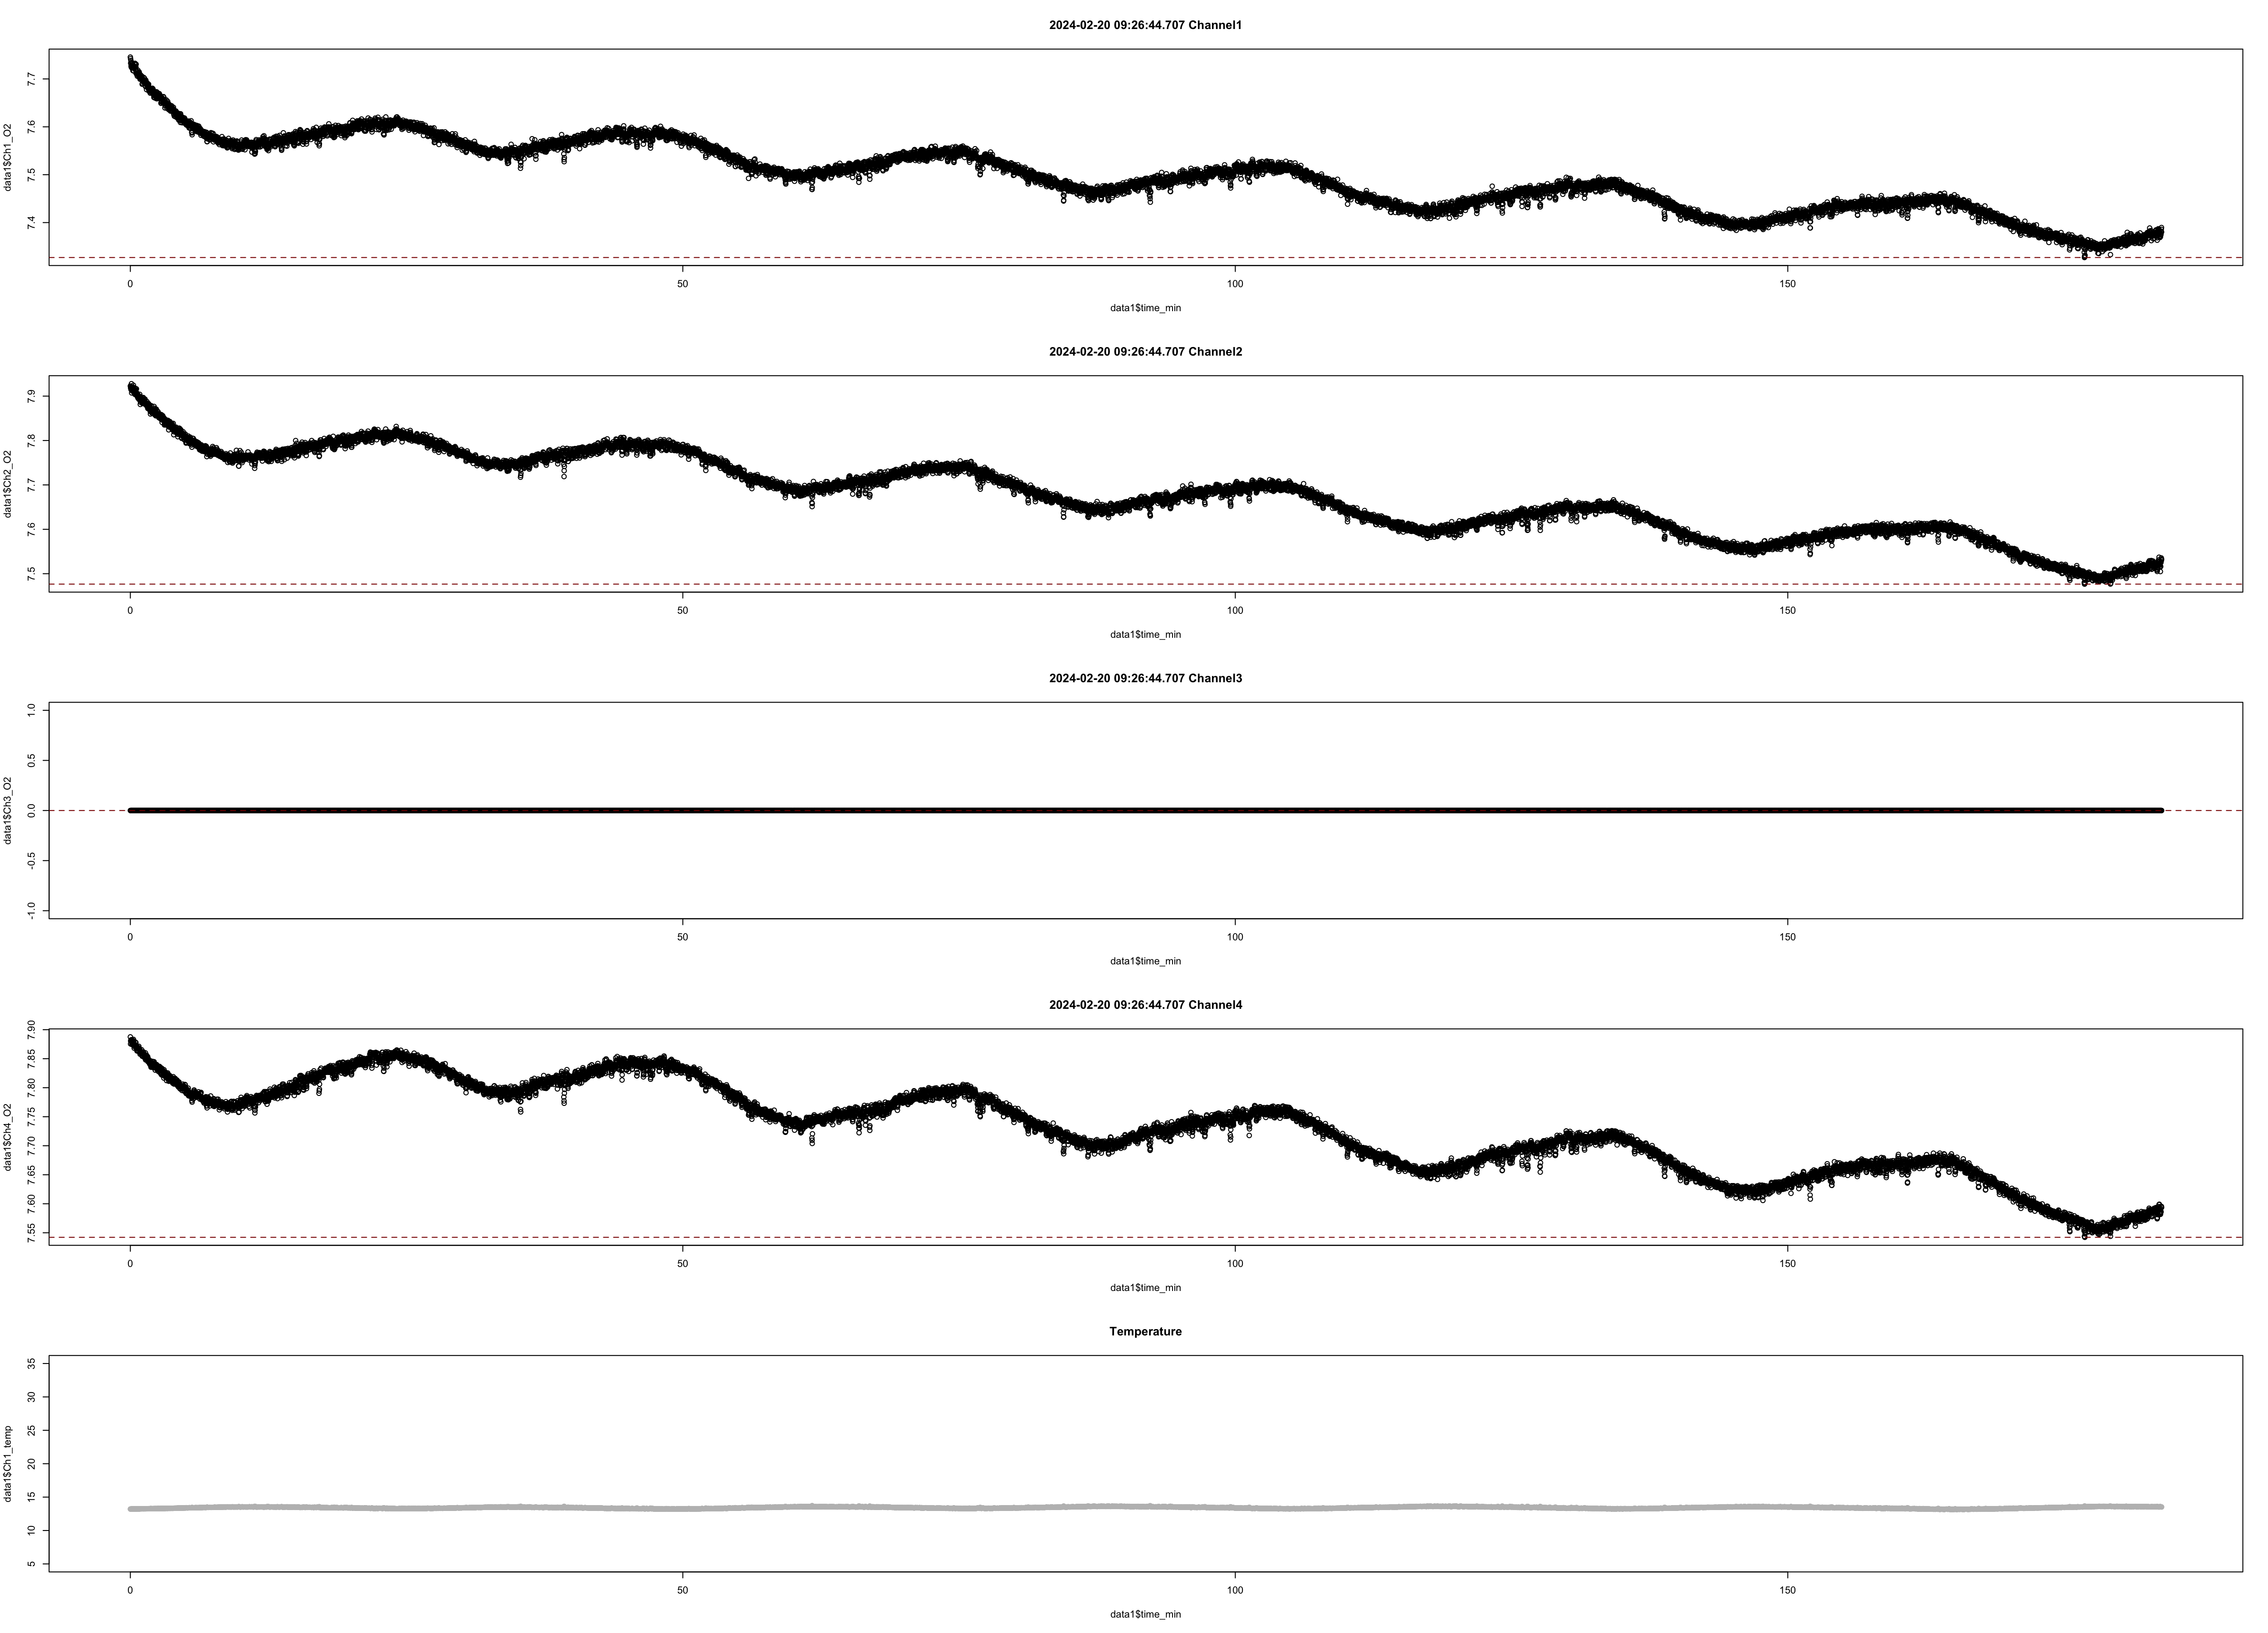 2024-02-20 09:26:44.707 Channel1
data1$Ch1_O2
7.7
7.6
7.5
7.4
0 50 100 150
data1$time_min
2024-02-20 09:26:44.707 Channel2
data1$Ch2_O2
7.9
7.8
7.7
7.6
7.5
0 50 100 150
data1$time_min
2024-02-20 09:26:44.707 Channel3
data1$Ch3_O2
1.0
0.5
0.0
-0.5
-1.0
0 50 100 150
data1$time_min
2024-02-20 09:26:44.707 Channel4
data1$Ch4_O2
7.90
7.85
7.80
7.75
7.70
7.65
7.60
7.55
0 50 100 150
data1$time_min
Temperature
data1$Ch1_temp
35
30
25
20
15
10
5
0 50 100 150
data1$time_min